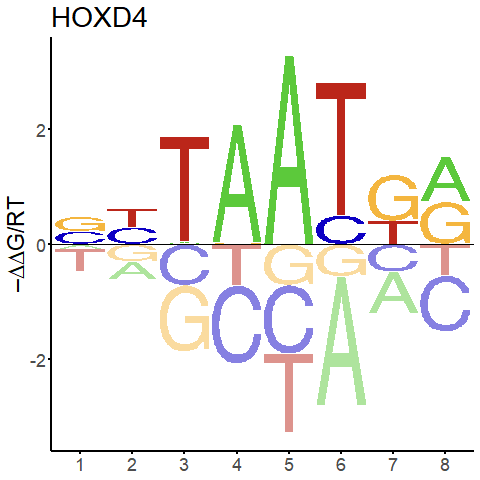 HOXD4
−ΔΔG/RT
2
0
-2
G T T A A T G A
C C A C T G
T G C T G G C T
A G C C A A C
T
1 2 3 4 5 6 7 8